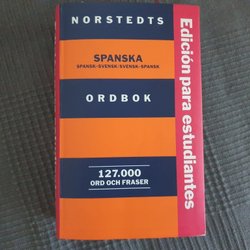 NORSTEDTS
SPANSKA
SPANSK-SVENSK/SVENSK-SPANSK
ORDBOK
127.000
ORD OCH FRASER
Edición para estudiantes